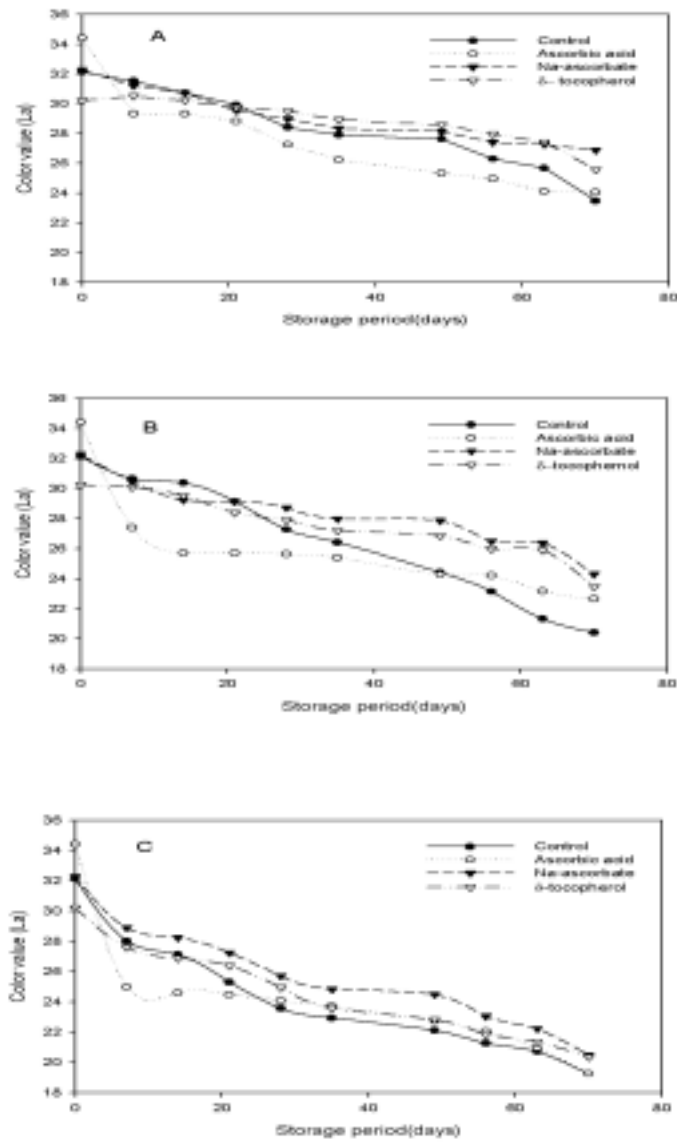 A
Control
Ascorbic acid
Na-ascorbate
δ- tocopherol
Color value (La)
36
34
32
30
28
26
24
22
20
18
0 20 40 60 80
Storage period(days)
B
Control
Ascorbic acid
Na-ascorbate
δ-tocophemol
Color value (La)
36
34
32
30
28
26
24
22
20
18
0 20 40 60 80
Storage period(days)
C
Control
Ascorbic acid
Na-ascorbate
δ-tocopherol
Color value (La)
36
34
32
30
28
26
24
22
20
18
0 20 40 60 80
Storage period(days)